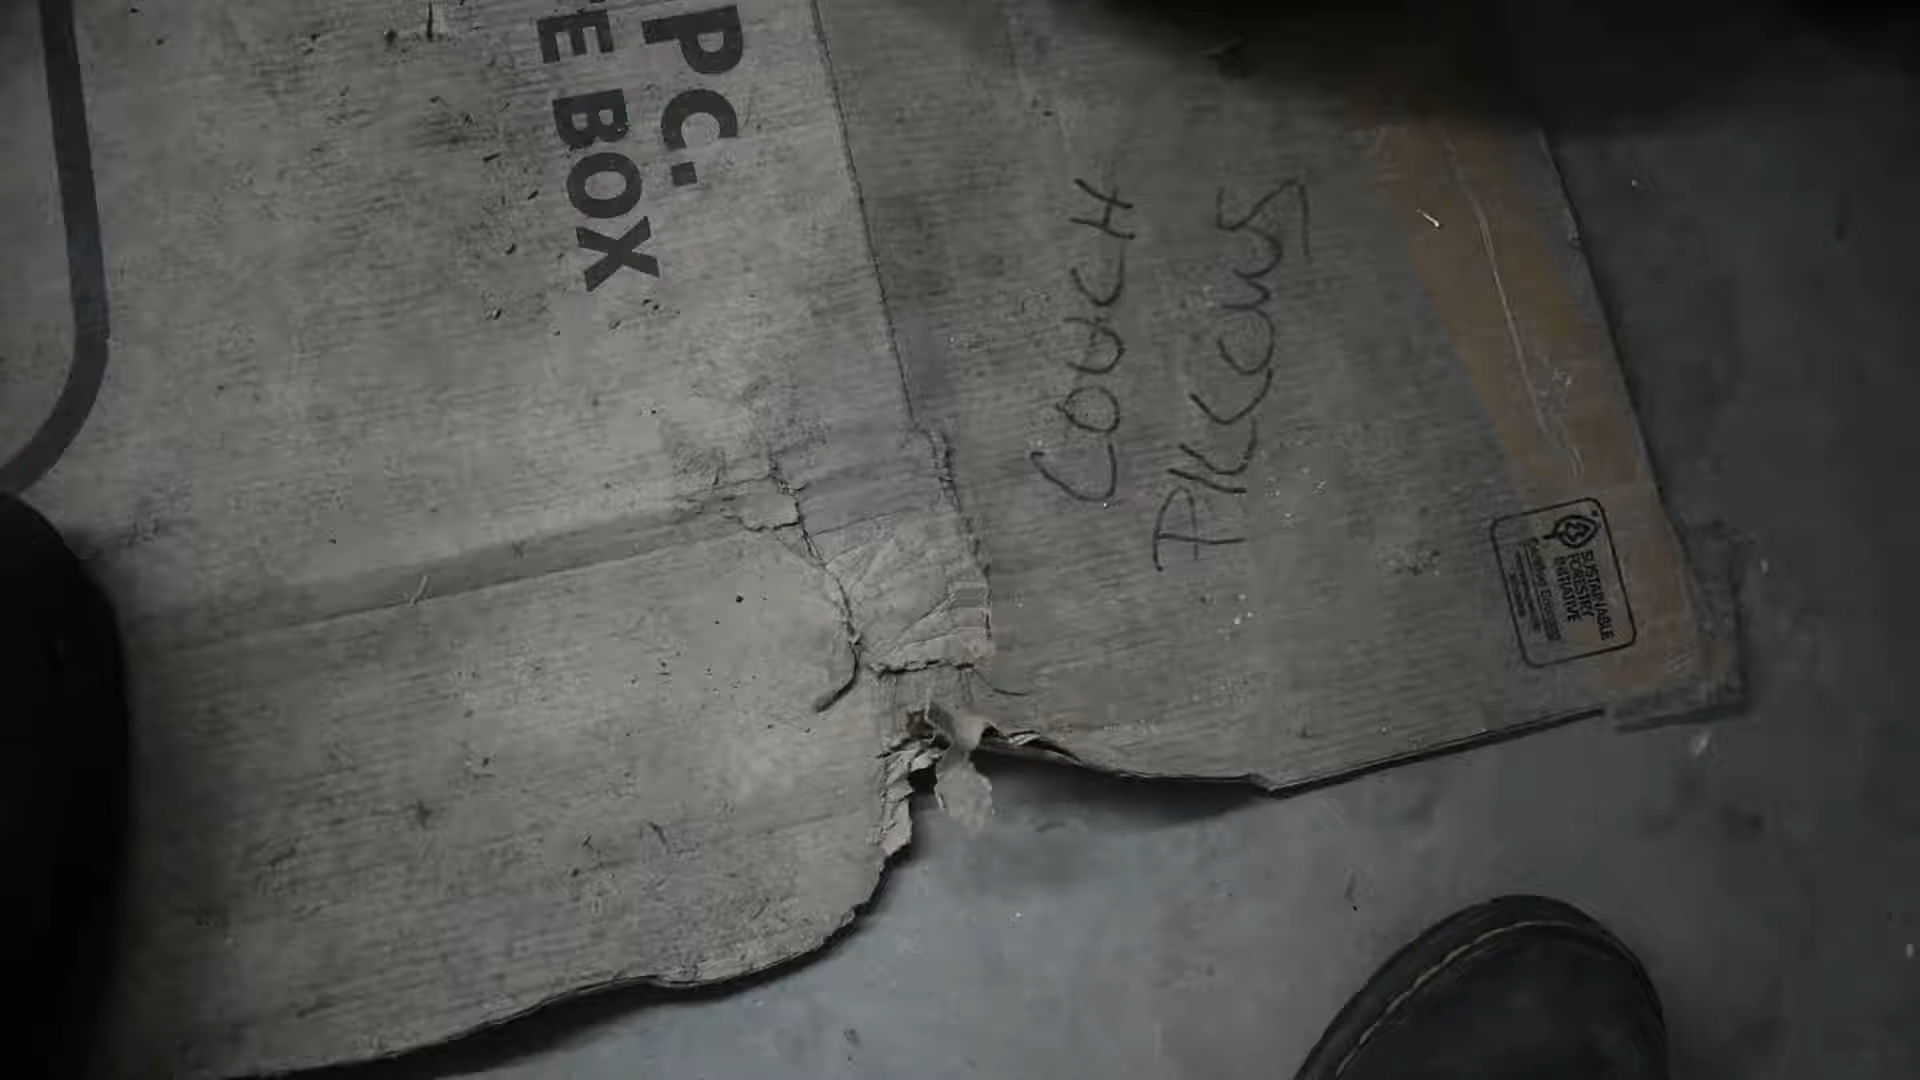 PC.
E BOX
COUCH
PILLOWS
SUSTAINABLE
FORESTRY
INITIATIVE